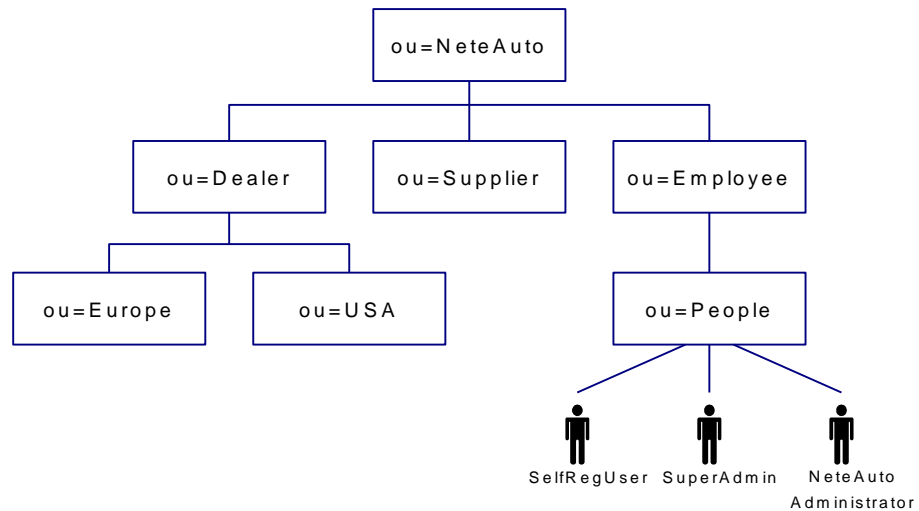 ou=NeteAuto
ou=Dealer
ou=Supplier
ou=Employee
ou=Europe
ou=USA
ou=People
SelfRegUser
SuperAdmin
NeteAuto
Administrator